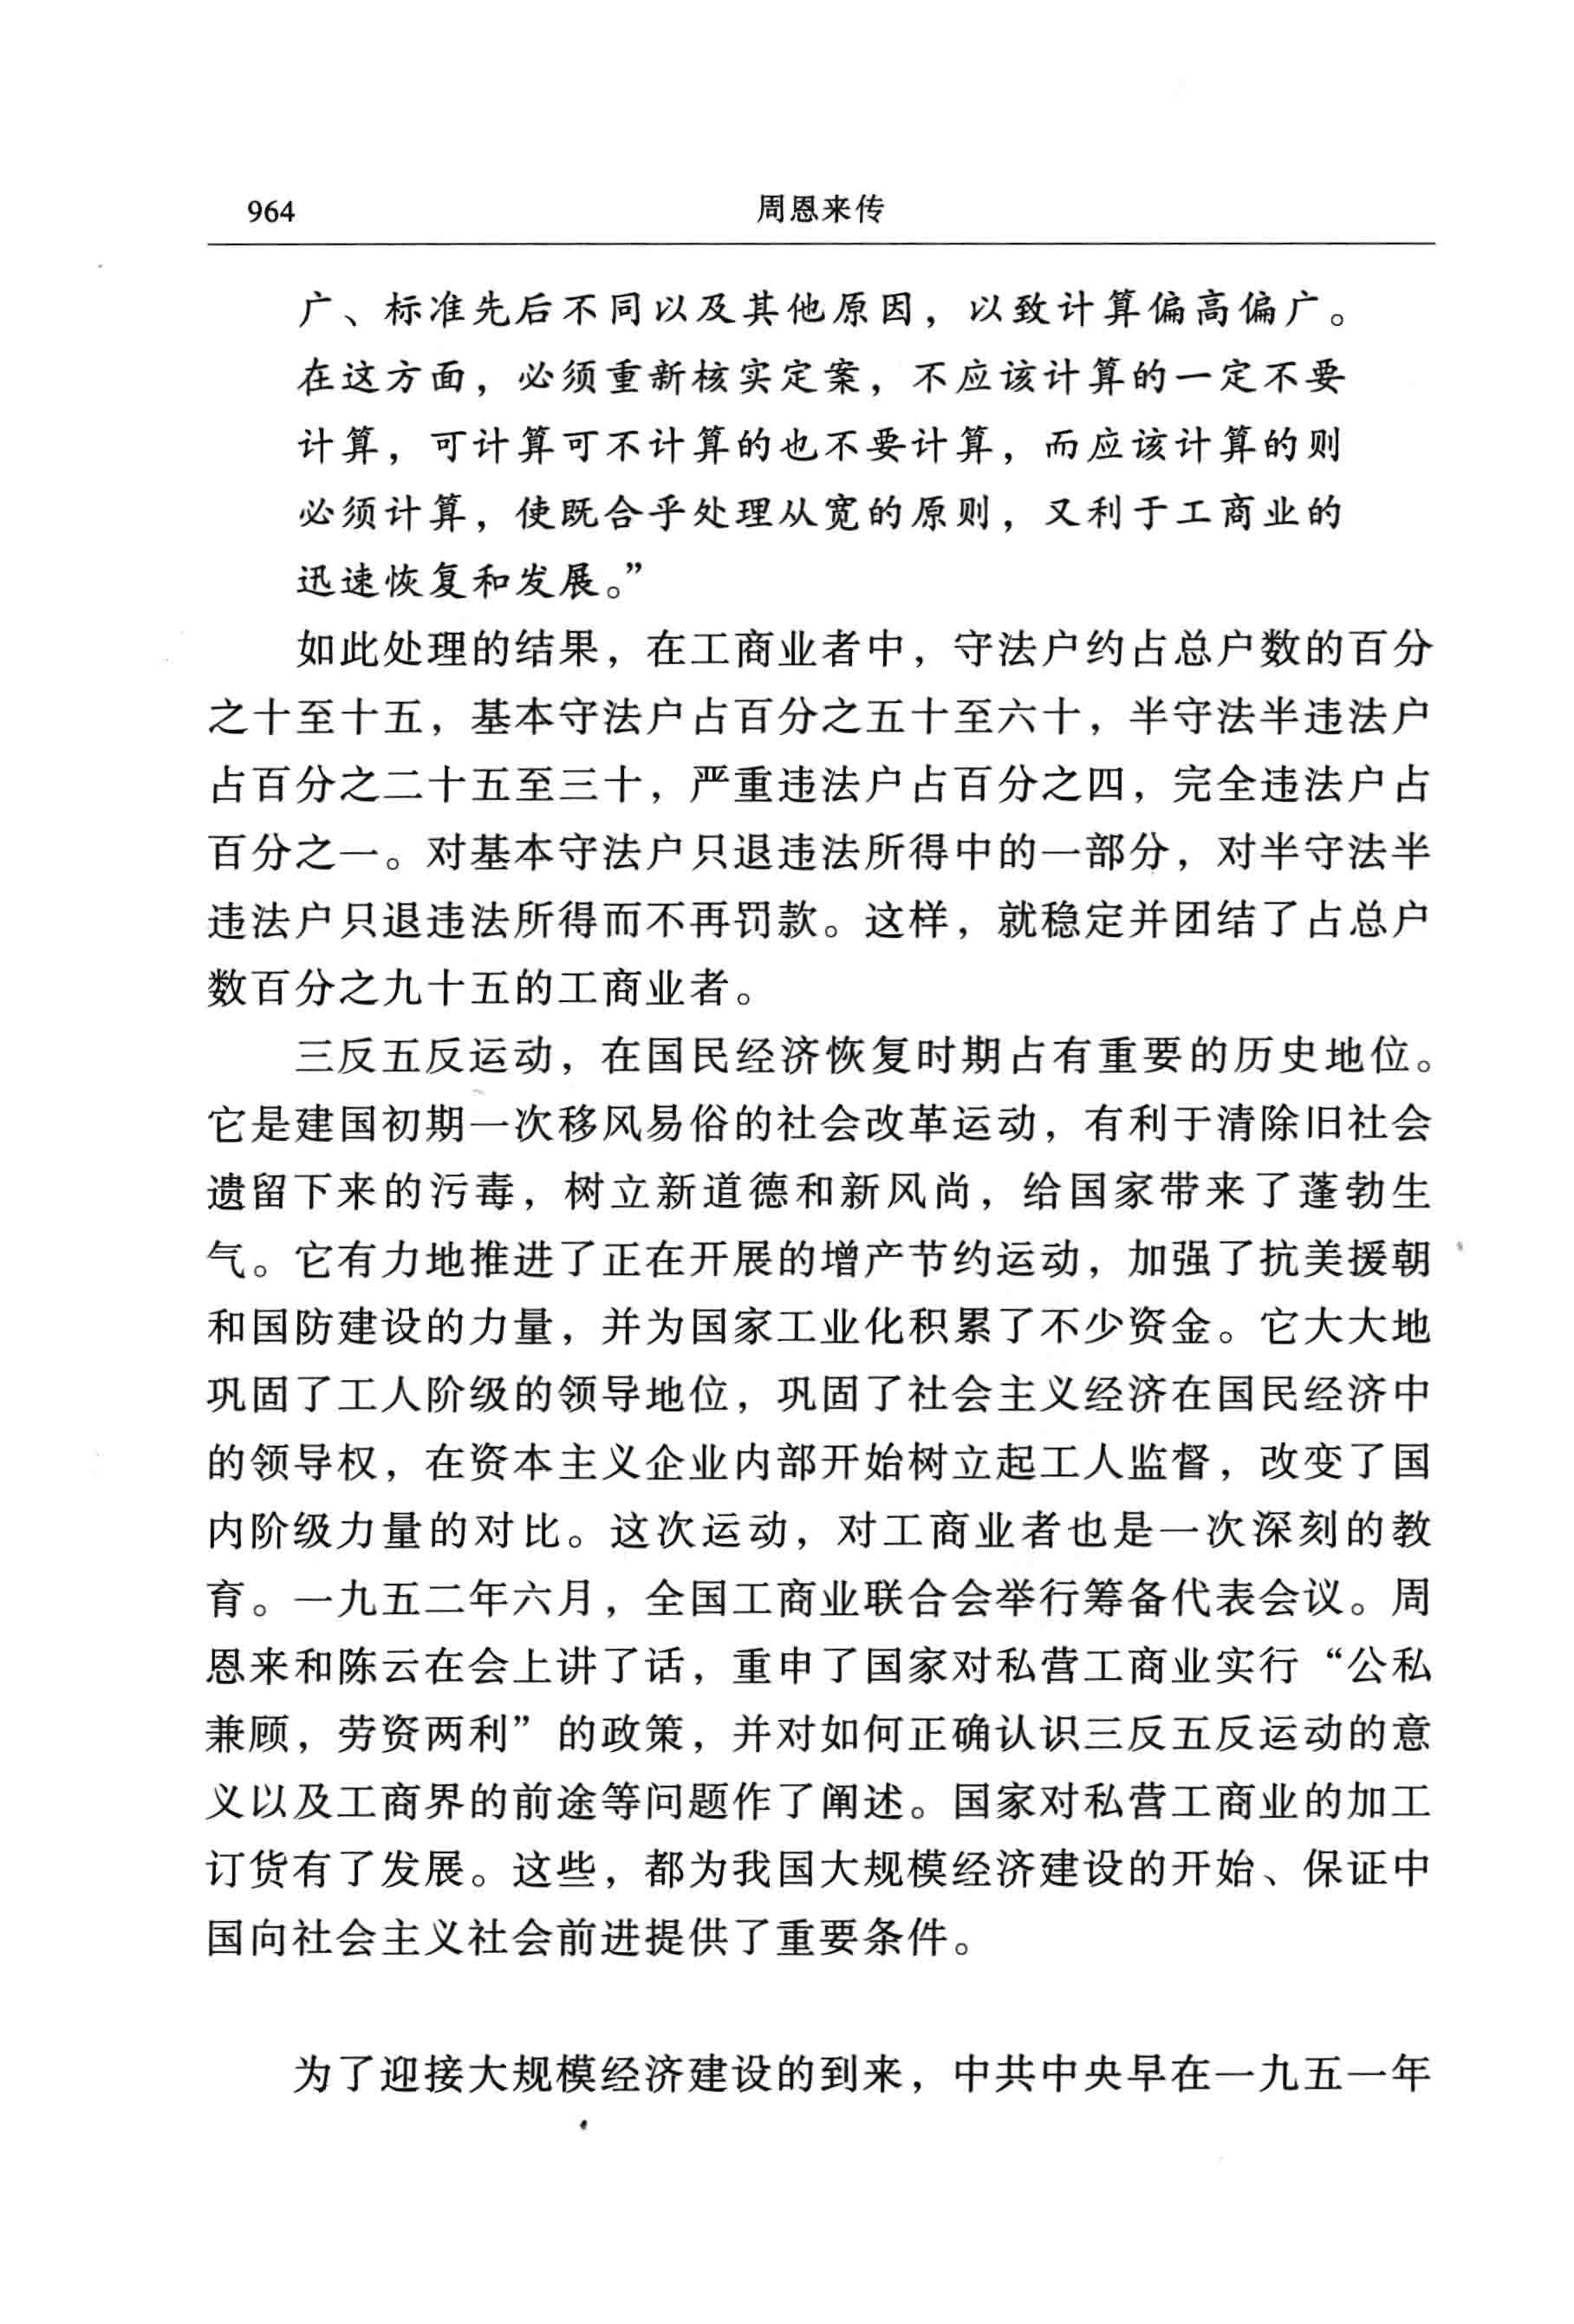 964
周恩来传
广、标准先后不同以及其他原因，以致计算偏高偏广。
在这方面，必须重新核实定案，不应该计算的一定不要
计算，可计算可不计算的也不要计算，而应该计算的则
必须计算，使既合乎处理从宽的原则，又利于工商业的
迅速恢复和发展。”
如此处理的结果，在工商业者中，守法户约占总户数的百分
之十至十五，基本守法户占百分之五十至六十，半守法半违法户
占百分之二十五至三十，严重违法户占百分之四，完全违法户占
百分之一。对基本守法户只退违法所得中的一部分，对半守法半
违法户只退违法所得而不再罚款。这样，就稳定并团结了占总户
数百分之九十五的工商业者。
三反五反运动，在国民经济恢复时期占有重要的历史地位。
它是建国初期一次移风易俗的社会改革运动，有利于清除旧社会
遗留下来的污毒，树立新道德和新风尚，给国家带来了蓬勃生
气。它有力地推进了正在开展的增产节约运动，加强了抗美援朝
和国防建设的力量，并为国家工业化积累了不少资金。它大大地
巩固了工人阶级的领导地位，巩固了社会主义经济在国民经济中
的领导权，在资本主义企业内部开始树立起工人监督，改变了国
内阶级力量的对比。这次运动，对工商业者也是一次深刻的教
育。一九五二年六月，全国工商业联合会举行筹备代表会议。周
恩来和陈云在会上讲了话，重申了国家对私营工商业实行“公私
兼顾，劳资两利”的政策，并对如何正确认识三反五反运动的意
义以及工商界的前途等问题作了阐述。国家对私营工商业的加工
订货有了发展。这些，都为我国大规模经济建设的开始、保证中
国向社会主义社会前进提供了重要条件。
为了迎接大规模经济建设的到来，中共中央早在一九五一年